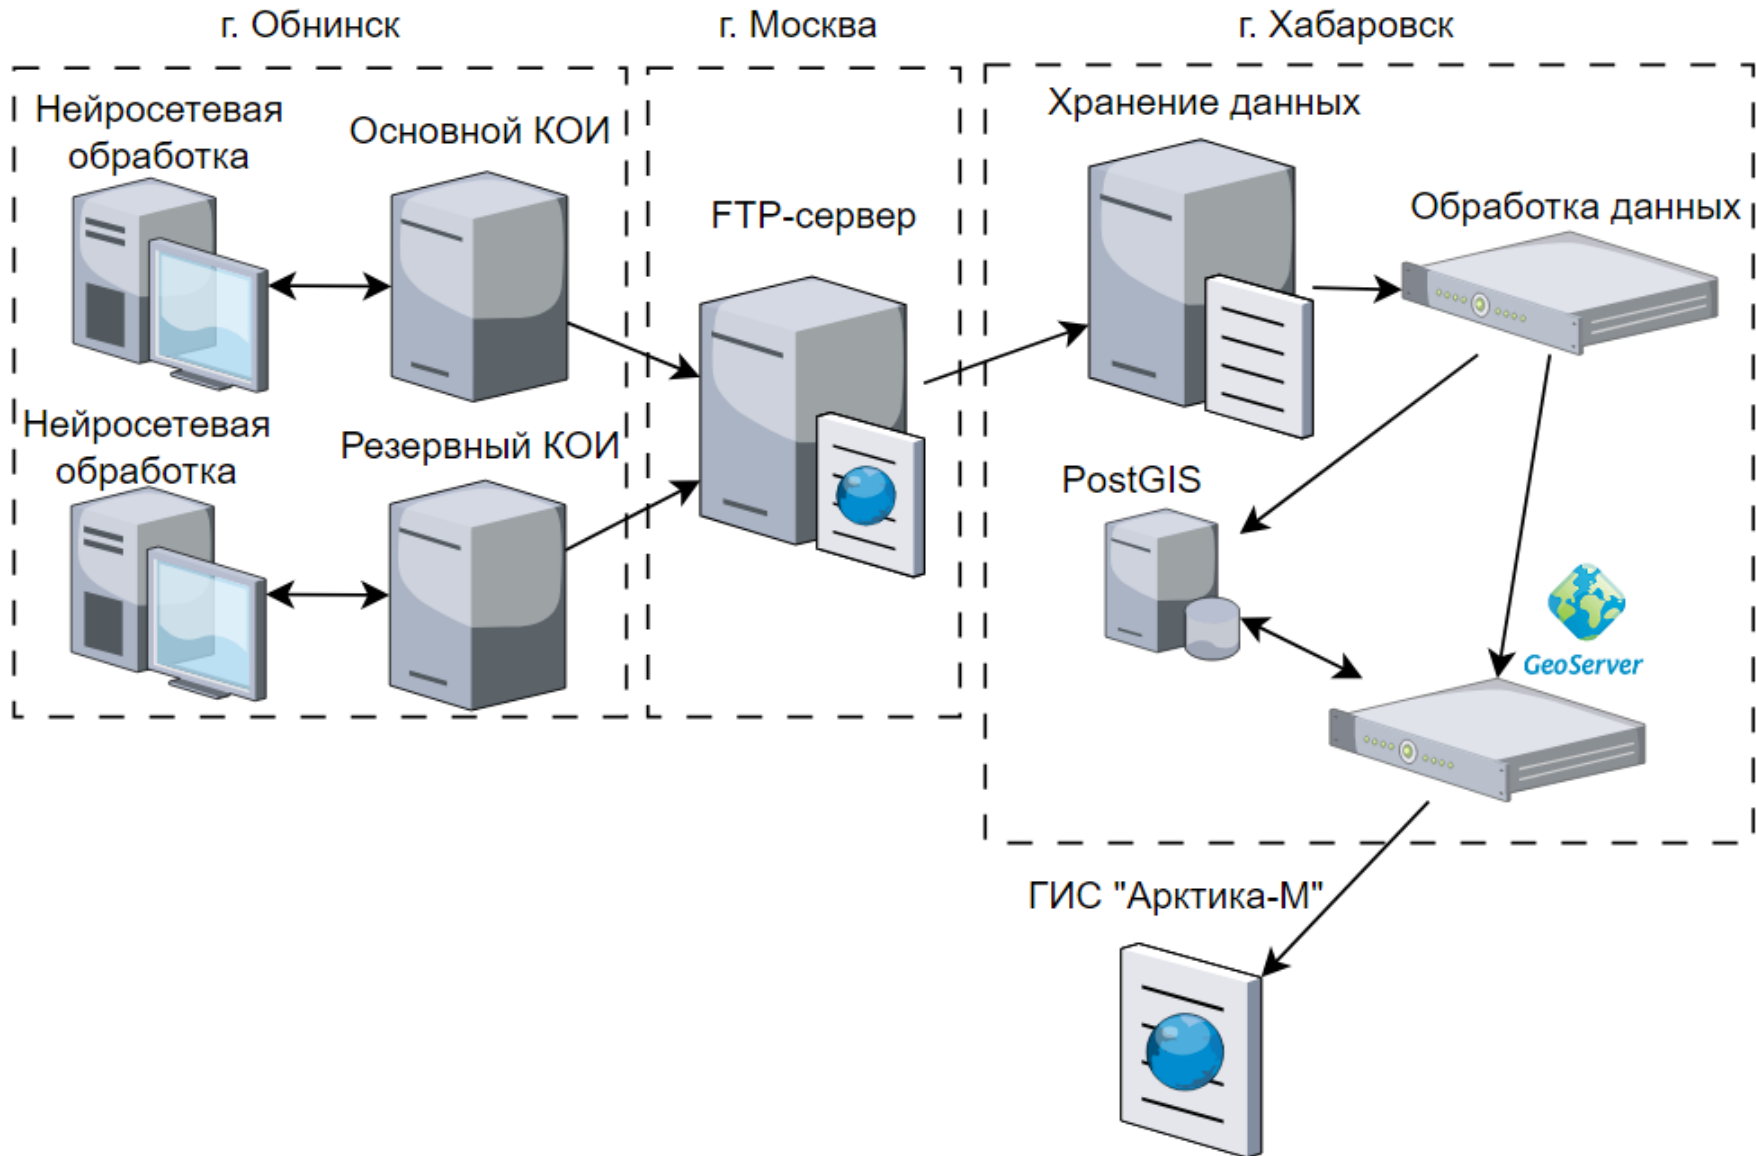 г. Обнинск
г. Москва
г. Хабаровск
Нейросетевая
обработка
Основной КОИ
Нейросетевая
обработка
Резервный КОИ
FTP-сервер
Хранение данных
Обработка данных
PostGIS
GeoServer
ГИС "Арктика-М"